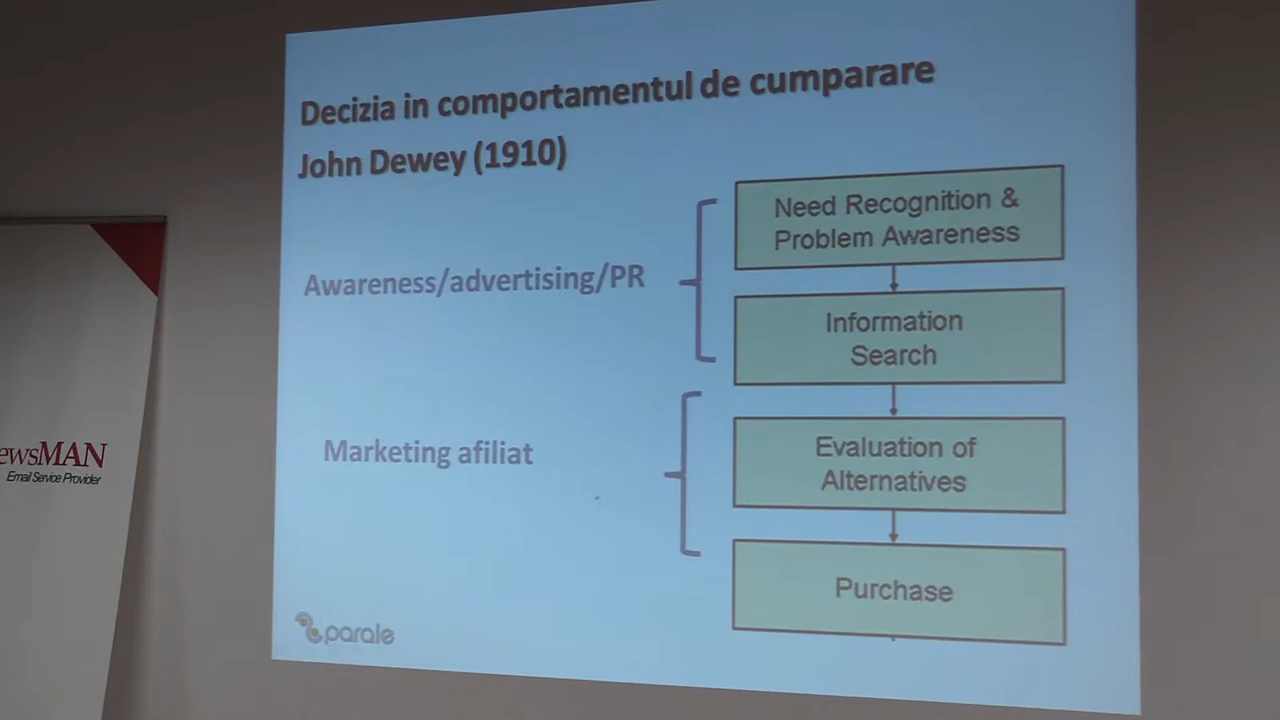 Decizia in comportamentul de cumparare
John Dewey (1910)
Need Recognition &
Problem Awareness
Awareness/advertising/PR
Information
Search
Marketing afiliat
Evaluation of
Alternatives
Purchase
parale
ewsMAN
Email Service Provider